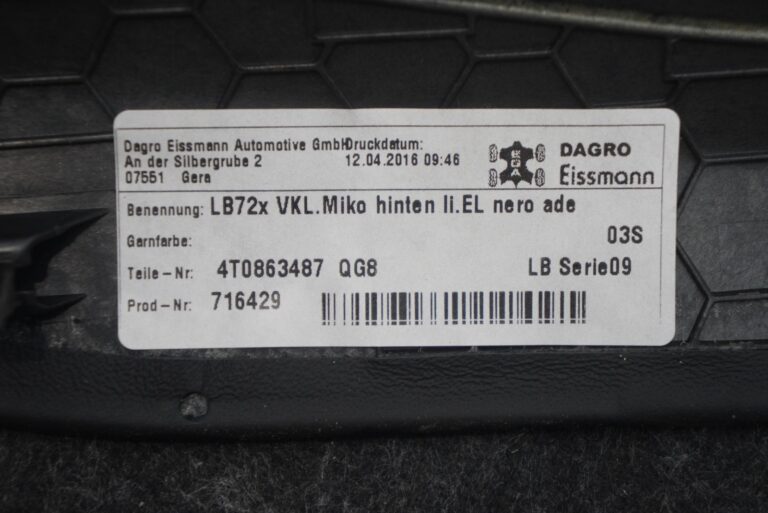 Dagro Eissmann Automotive GmbH Druckdatum:
An der Silbergrube 2 12.04.2016 09:46
07551 Gera
DAGRO
Eissmann
Benennung: LB72x VKL.Miko hinten li.EL nero ade
Garnfarbe: 03S
Teile-Nr: 4T0863487 QG8 LB Serie09
Prod-Nr: 716429